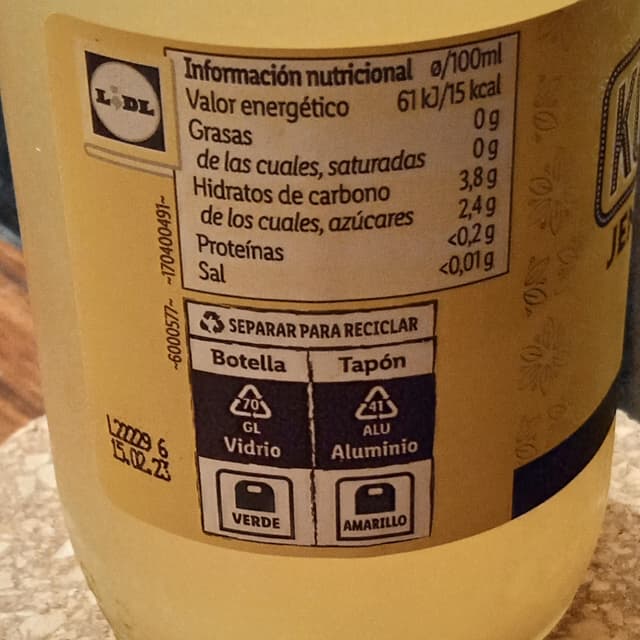 LIDL
Información nutricional ø/100ml
Valor energético 61 kJ/15 kcal
Grasas 0 g
de las cuales, saturadas 0 g
Hidratos de carbono 3,8 g
de los cuales, azúcares 2,4 g
Proteínas <0,2 g
Sal <0,01 g
~6000577~ ~170400491~
SEPARAR PARA RECICLAR
Botella Tapón
70 41
GL ALU
Vidrio Aluminio
VERDE AMARILLO
L22229 6
15.02.23